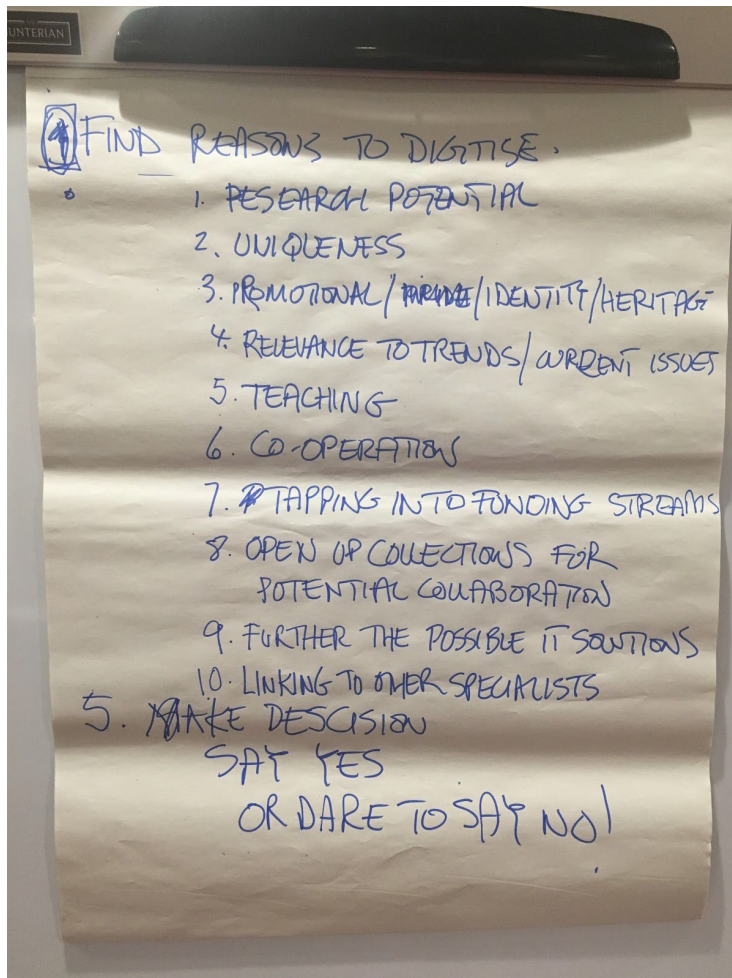 UNTERIAN
4 FIND REASONS TO DIGITISE.
1. RESEARCH POTENTIAL
2. UNIQUENESS
3. PROMOTIONAL / / IDENTITY / HERITAGE
4. RELEVANCE TO TRENDS / CURRENT ISSUES
5. TEACHING
6. CO-OPERATION
7. TAPPING INTO FUNDING STREAMS
8. OPEN UP COLLECTIONS FOR
POTENTIAL COLLABORATION
9. FURTHER THE POSSIBLE IT SOLUTIONS
10. LINKING TO OTHER SPECIALISTS
5. MAKE DESCISION
SAY YES
OR DARE TO SAY NO!